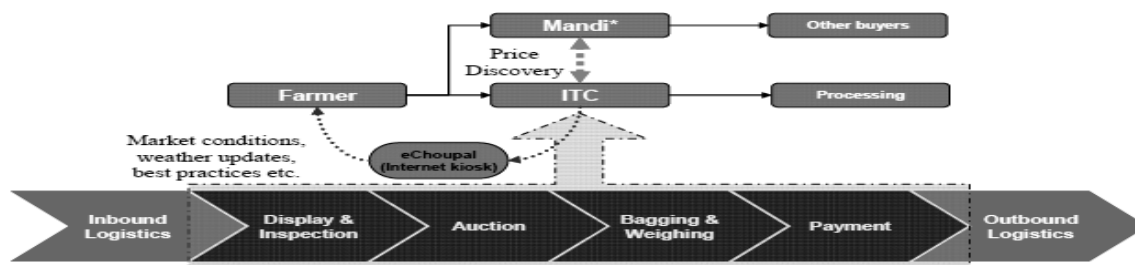 Mandi*
Other buyers
Price
Discovery
Farmer
ITC
Processing
Market conditions,
weather updates,
best practices etc.
eChoupal
(Internet kiosk)
Inbound
Logistics
Display &
Inspection
Auction
Bagging &
Weighing
Payment
Outbound
Logistics